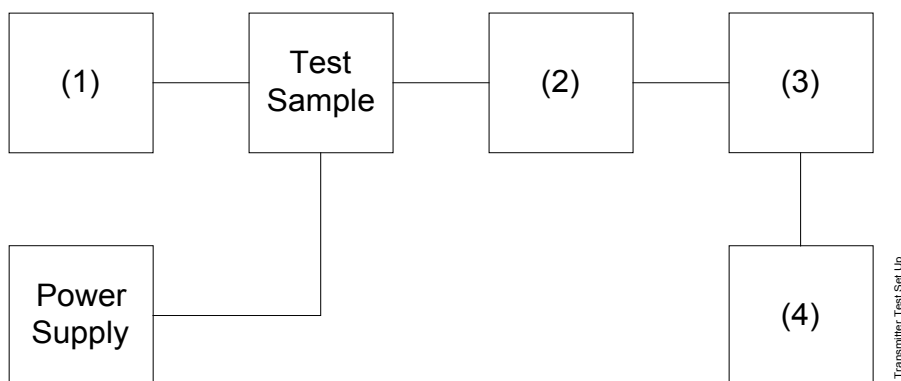 (1)
Test
Sample
(2)
(3)
Power
Supply
(4)
Transmitter Test Set Up